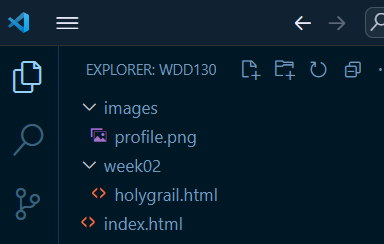 EXPLORER: WDD130
images
profile.png
week02
holygrail.html
index.html